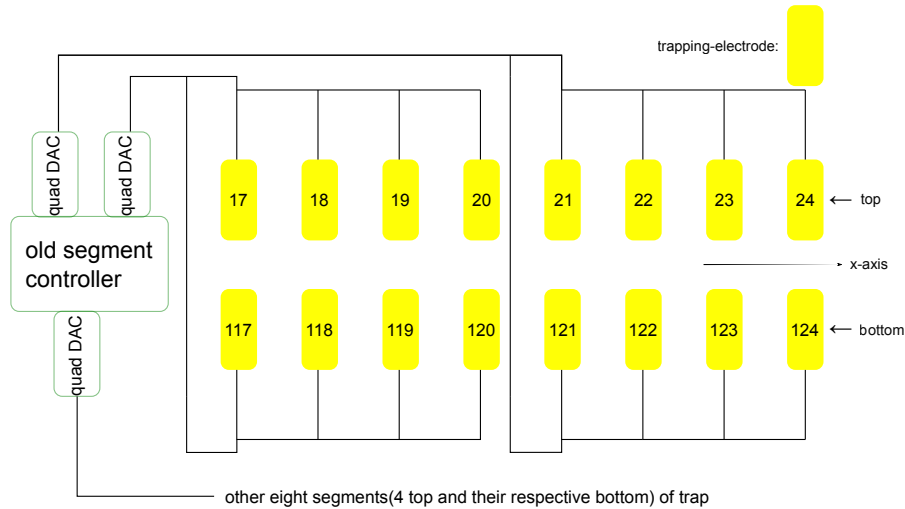 trapping-electrode:
quad DAC
quad DAC
17
18
19
20
21
22
23
24
top
old segment
controller
x-axis
117
118
119
120
121
122
123
124
bottom
quad DAC
other eight segments(4 top and their respective bottom) of trap